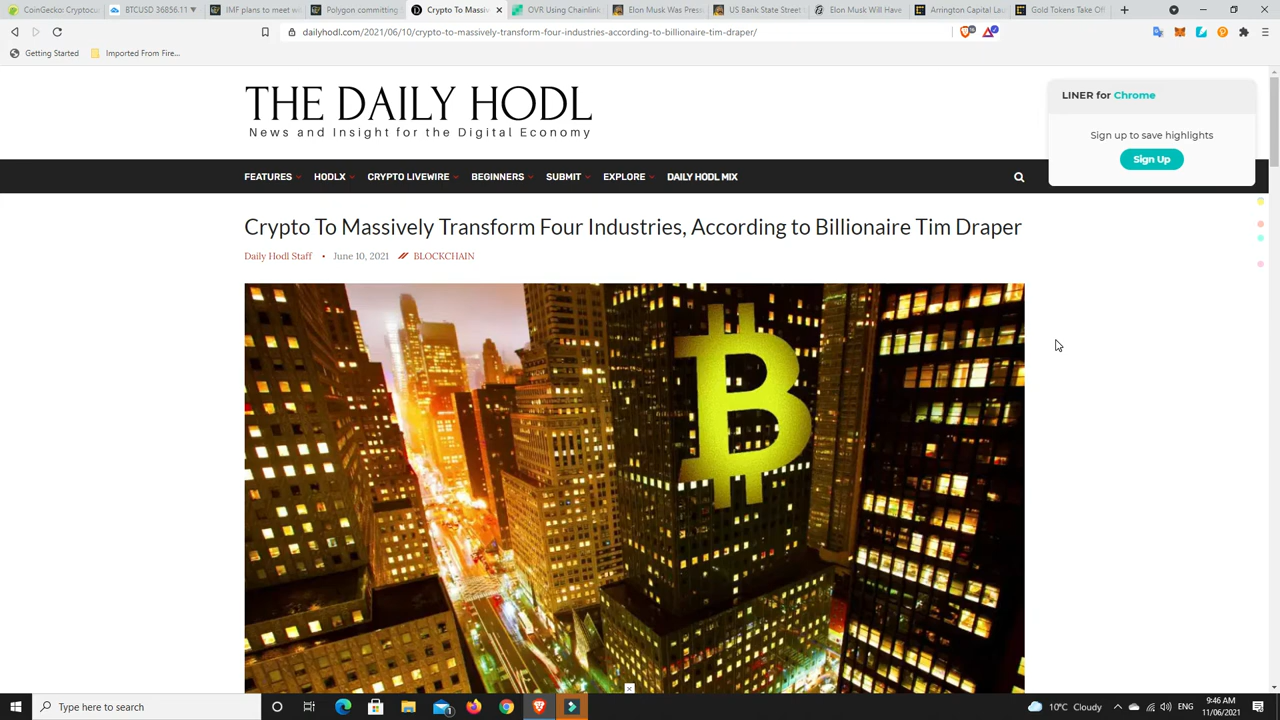 CoinGecko: Cryptocu
BTCUSD 36856.11 ▼
IMF plans to meet wi
Polygon committing
Crypto To Massiv
OVR Using Chainlink
Elon Musk Was Press
US Bank State Street
Elon Musk Will Have
Arrington Capital Lau
Gold Tokens Take Of
dailyhodl.com/2021/06/10/crypto-to-massively-transform-four-industries-according-to-billionaire-tim-draper/
Getting Started
Imported From Fire...
THE DAILY HODL
News and Insight for the Digital Economy
LINER for Chrome
Sign up to save highlights
Sign Up
FEATURES HODLX CRYPTO LIVEWIRE BEGINNERS SUBMIT EXPLORE DAILY HODL MIX
Crypto To Massively Transform Four Industries, According to Billionaire Tim Draper
Daily Hodl Staff • June 10, 2021 // BLOCKCHAIN
Type here to search
10°C Cloudy
ENG
9:46 AM
11/06/2021